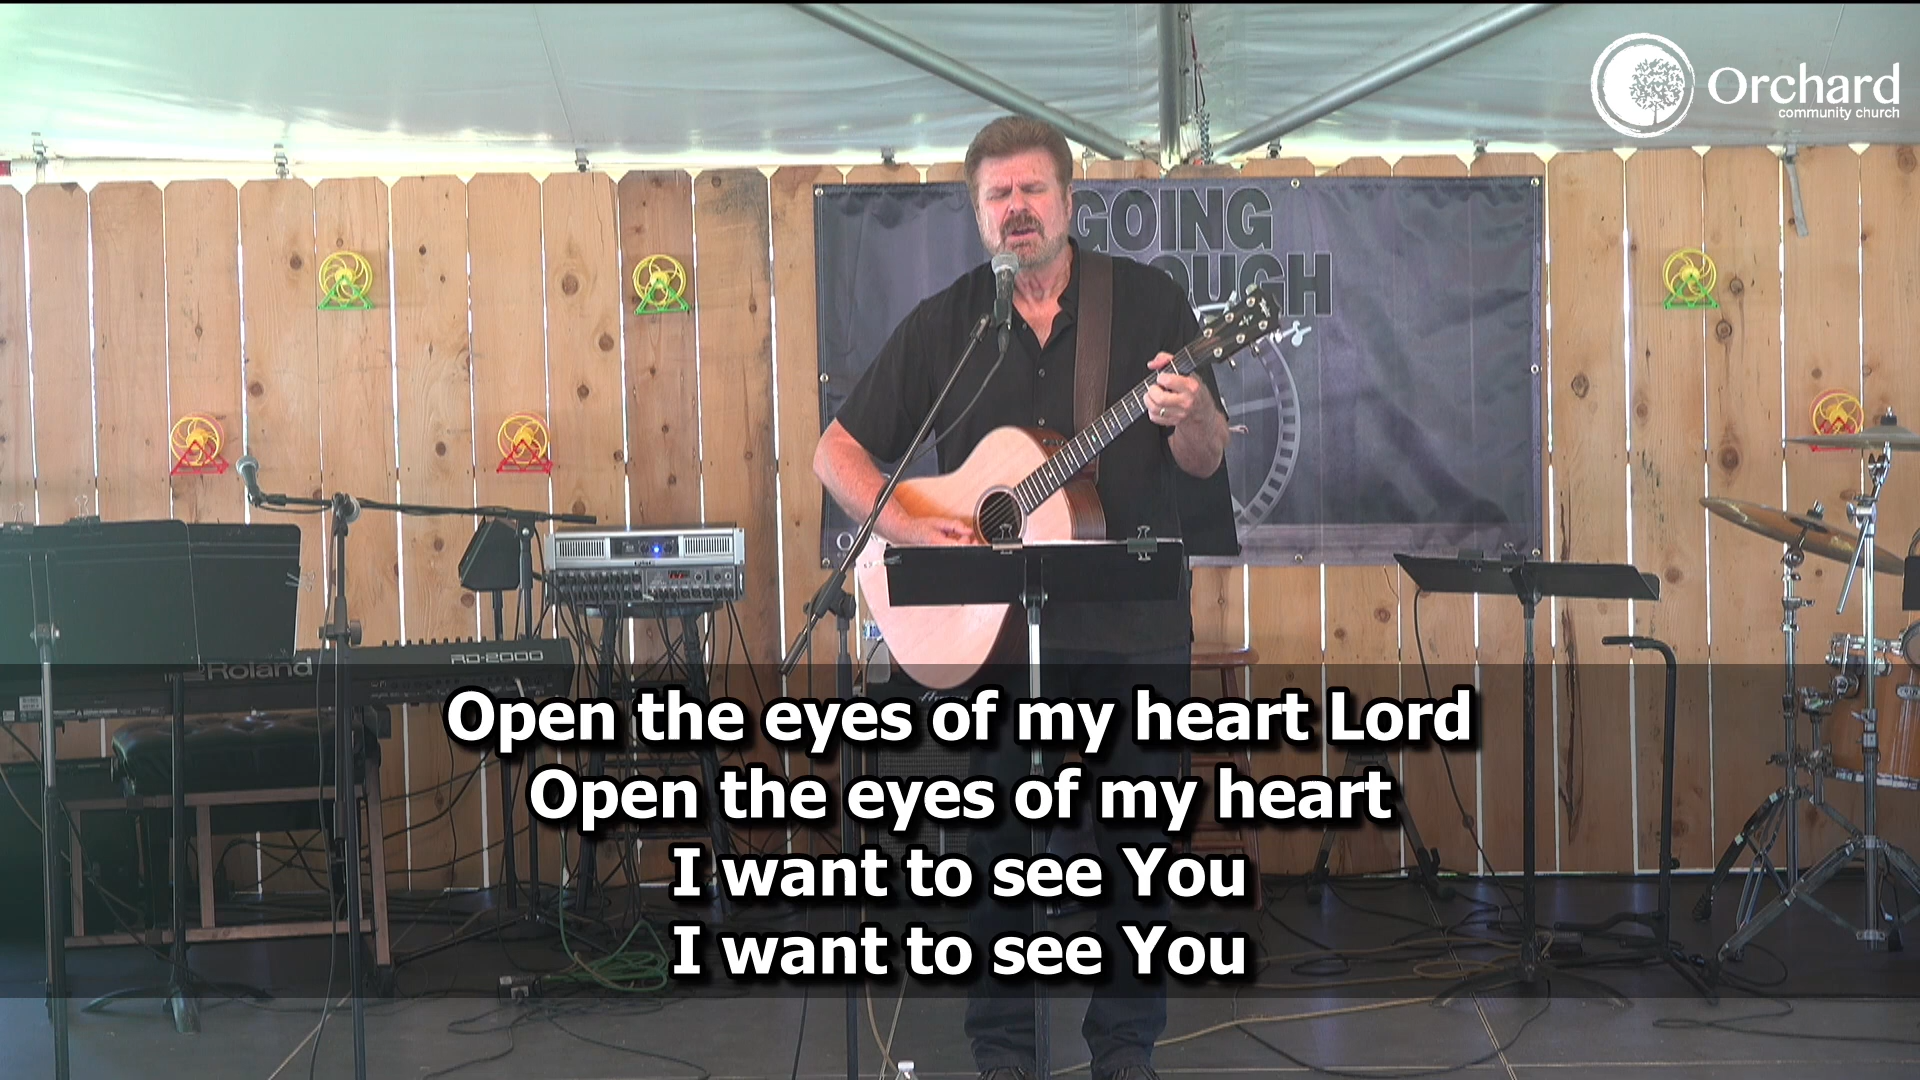 Orchard
community church
GOING
Roland
RD-2000
QSC
Open the eyes of my heart Lord
Open the eyes of my heart
I want to see You
I want to see You